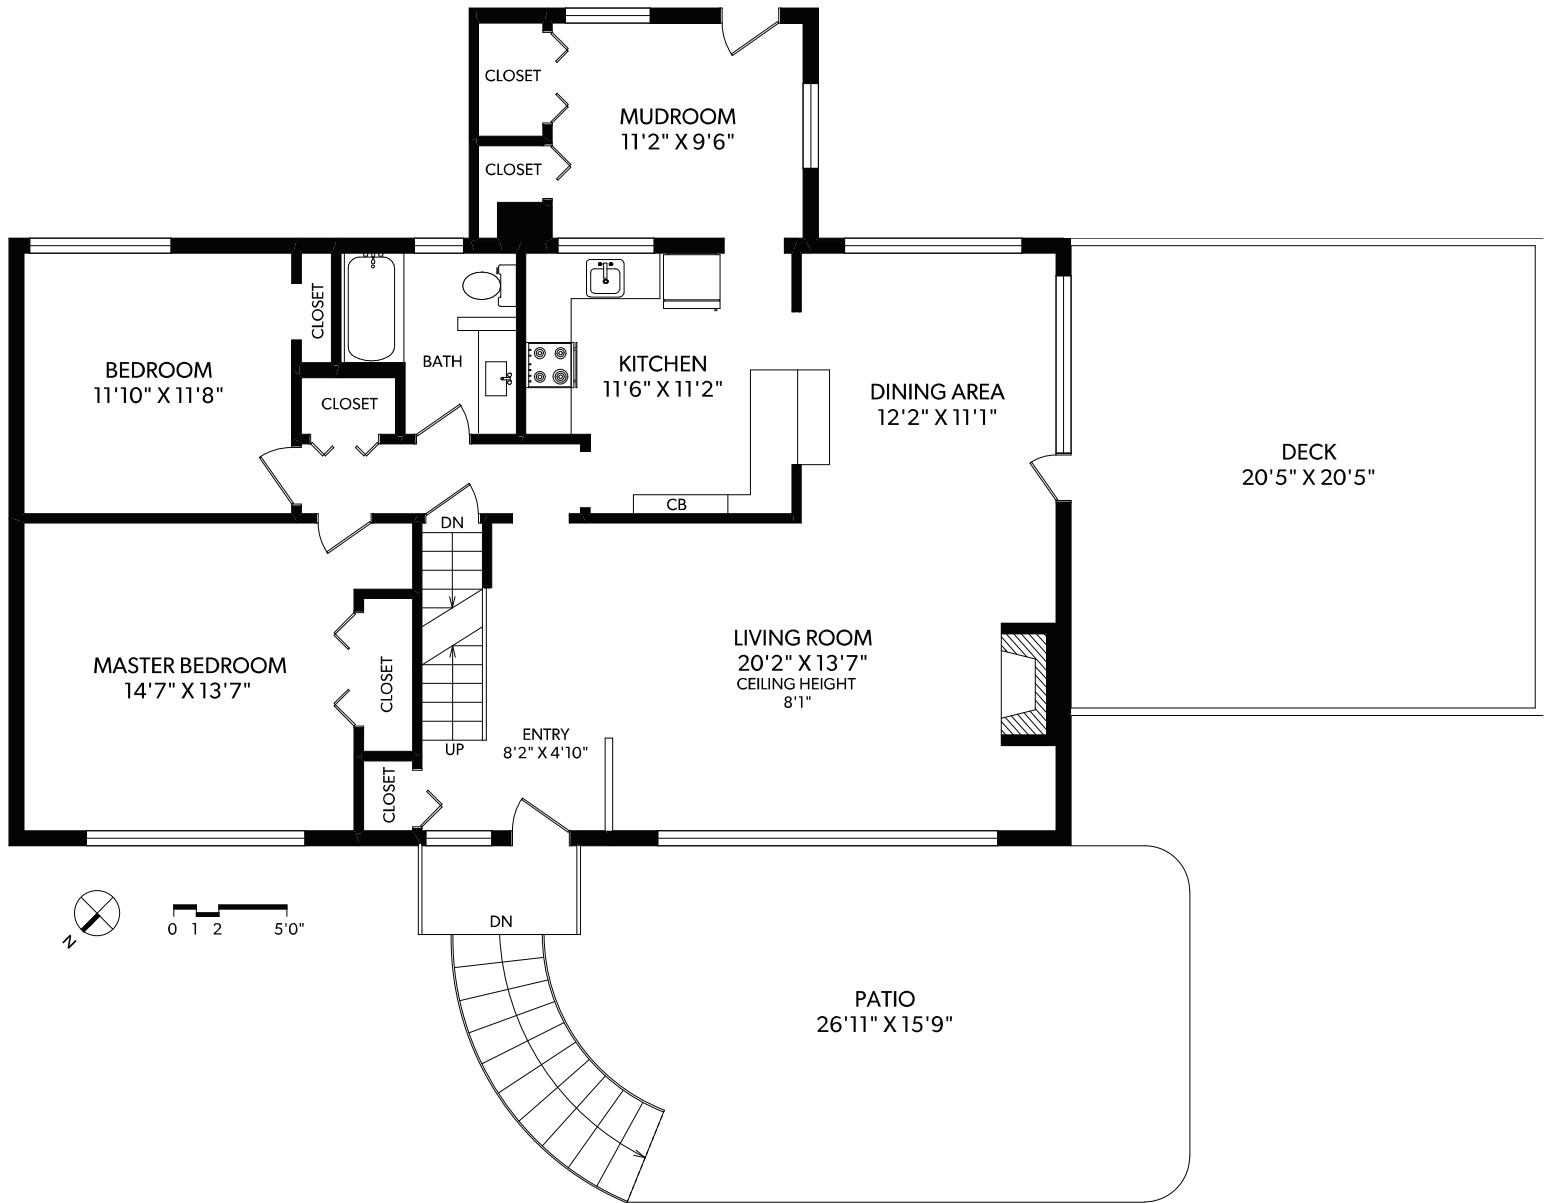 CLOSET
MUDROOM
11'2" X 9'6"
CLOSET
CLOSET
BEDROOM
11'10" X 11'8"
BATH
KITCHEN
11'6" X 11'2"
DINING AREA
12'2" X 11'1"
CLOSET
DECK
20'5" X 20'5"
CB
DN
LIVING ROOM
20'2" X 13'7"
CEILING HEIGHT
8'1"
MASTER BEDROOM
14'7" X 13'7"
CLOSET
ENTRY
8'2" X 4'10"
UP
CLOSET
DN
N
0 1 2 5'0"
PATIO
26'11" X 15'9"